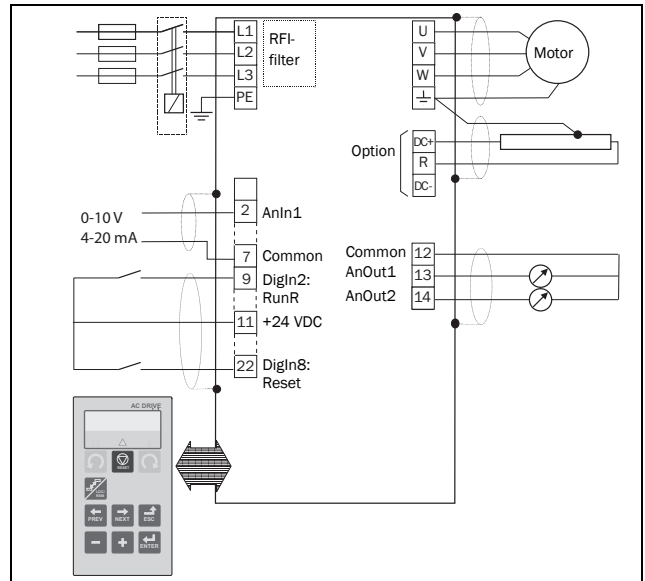 L1
L2
L3
PE
RFI-
filter
U
V
W
Motor
Option
DC+
R
DC-
0-10 V
4-20 mA
2 AnIn1
7 Common
9 DigIn2:
RunR
11 +24 VDC
22 DigIn8:
Reset
Common 12
AnOut1 13
AnOut2 14
AC DRIVE
RESET
PREV NEXT ESC
- + ENTER